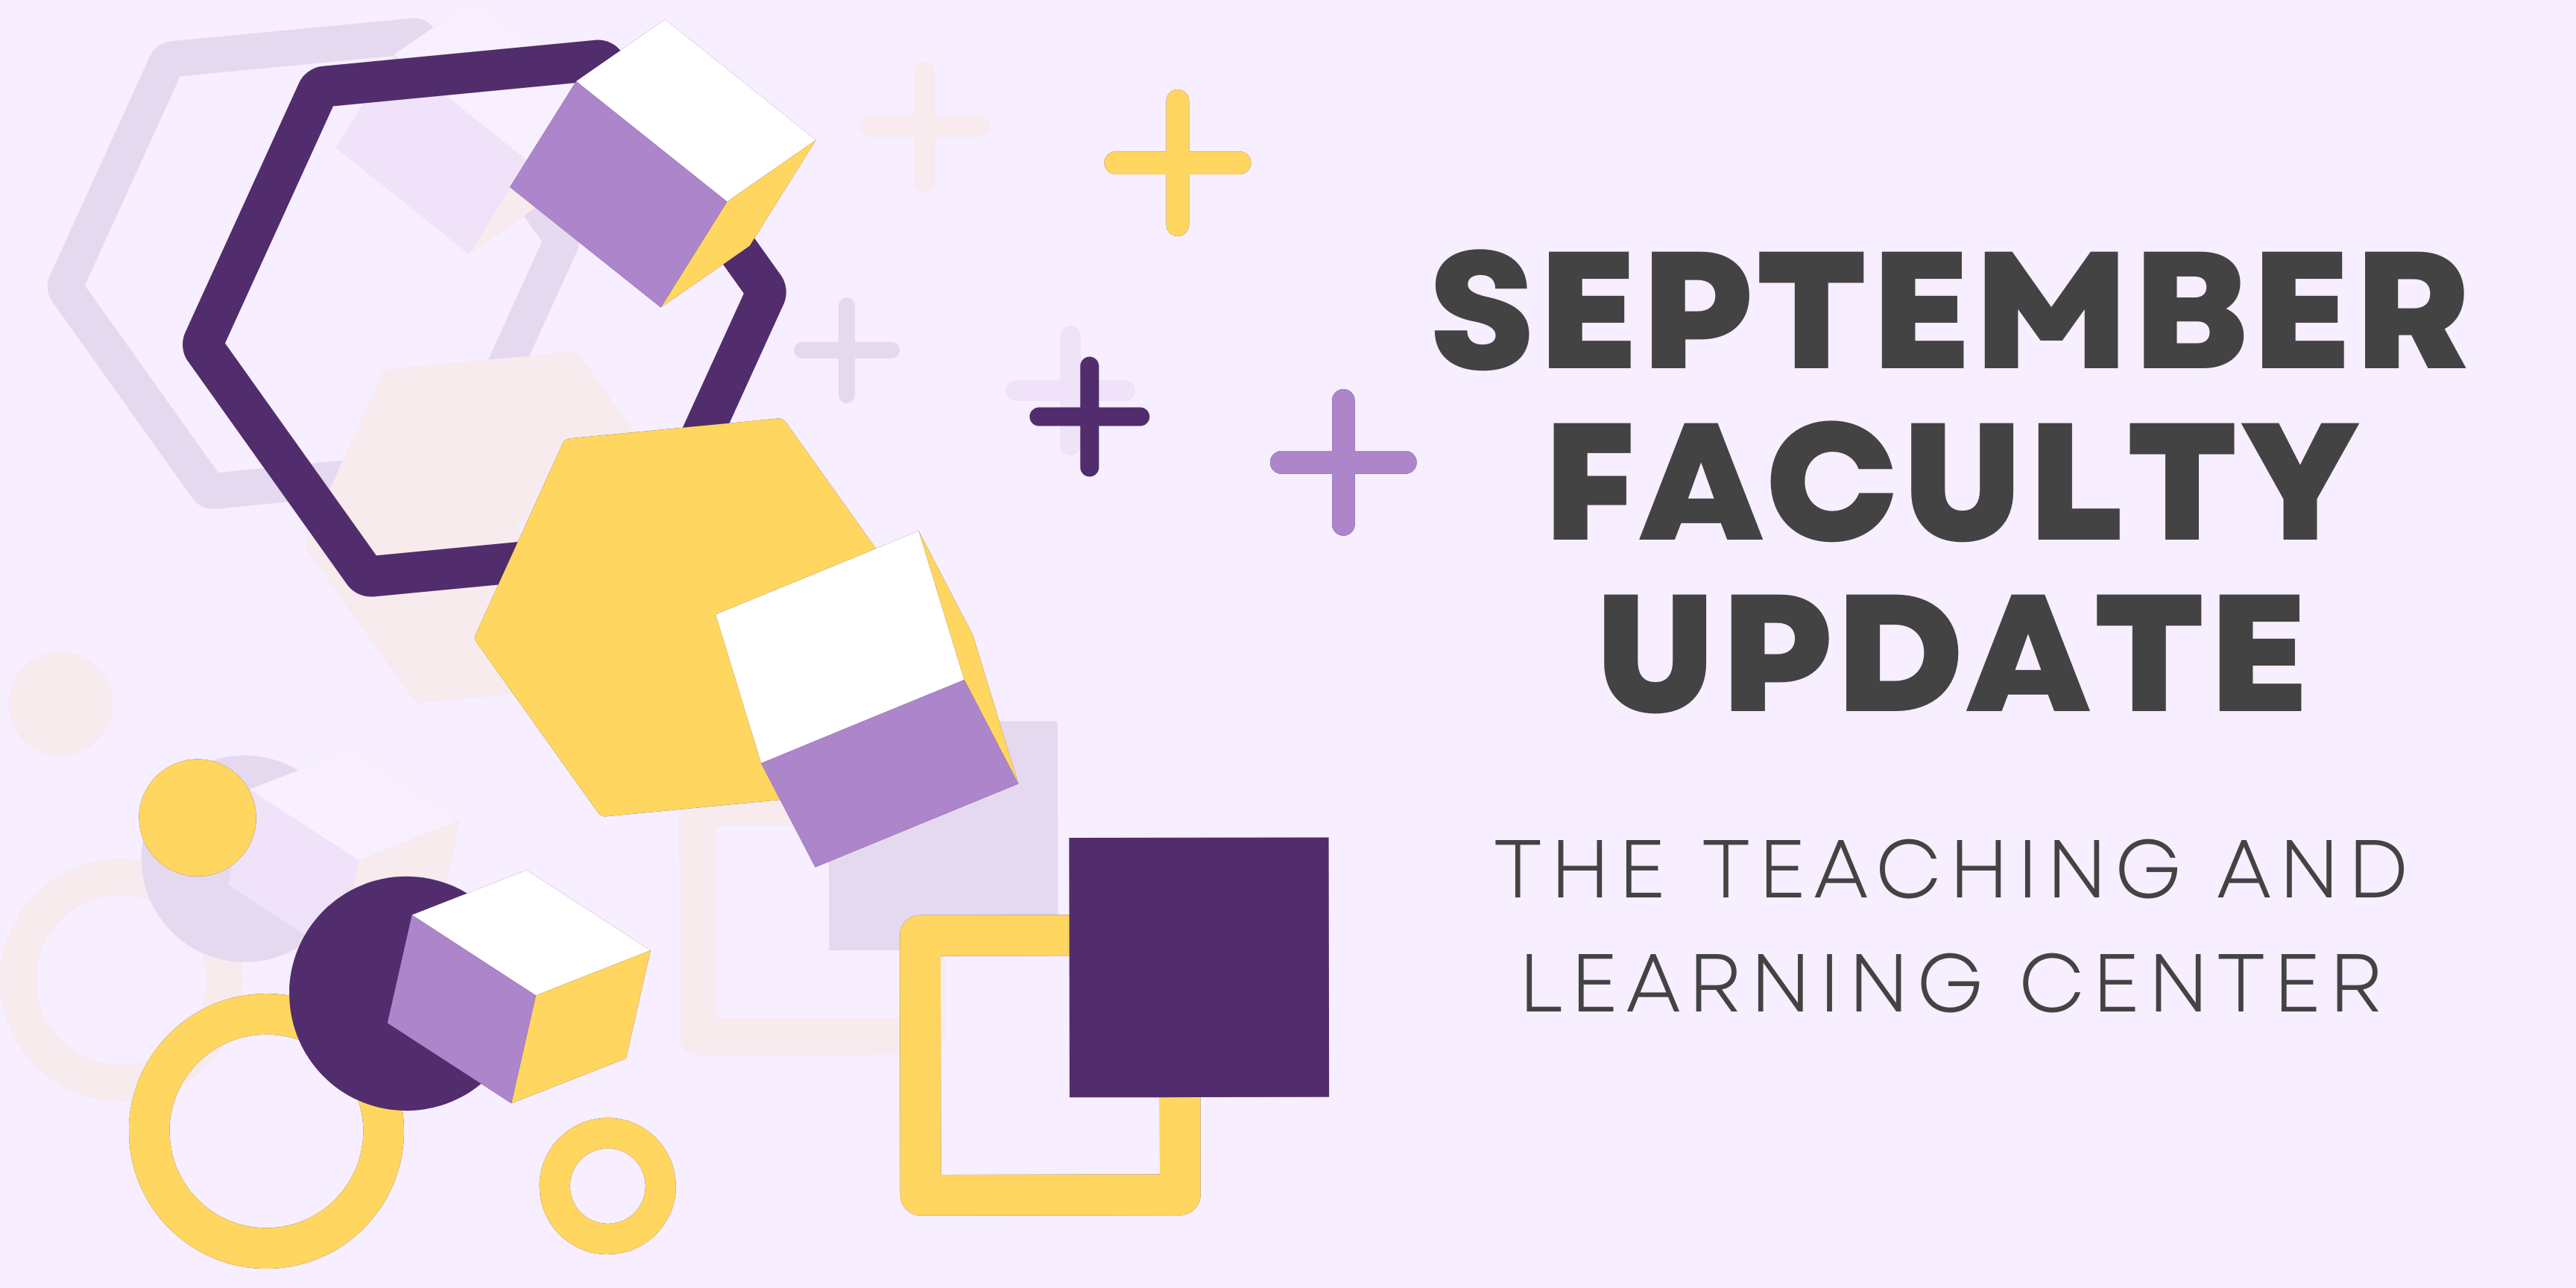 SEPTEMBER
FACULTY
UPDATE
THE TEACHING AND
LEARNING CENTER